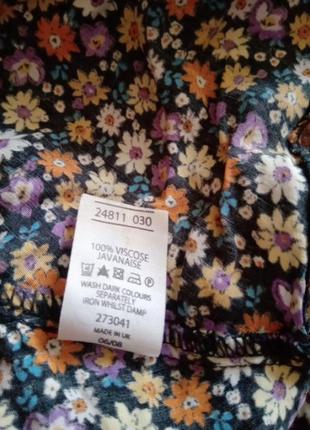 24811 030
100% VISCOSE
JAVANAISE
WASH DARK COLOURS
SEPARATELY
IRON WHILST DAMP
273041
MADE IN UK
06/08